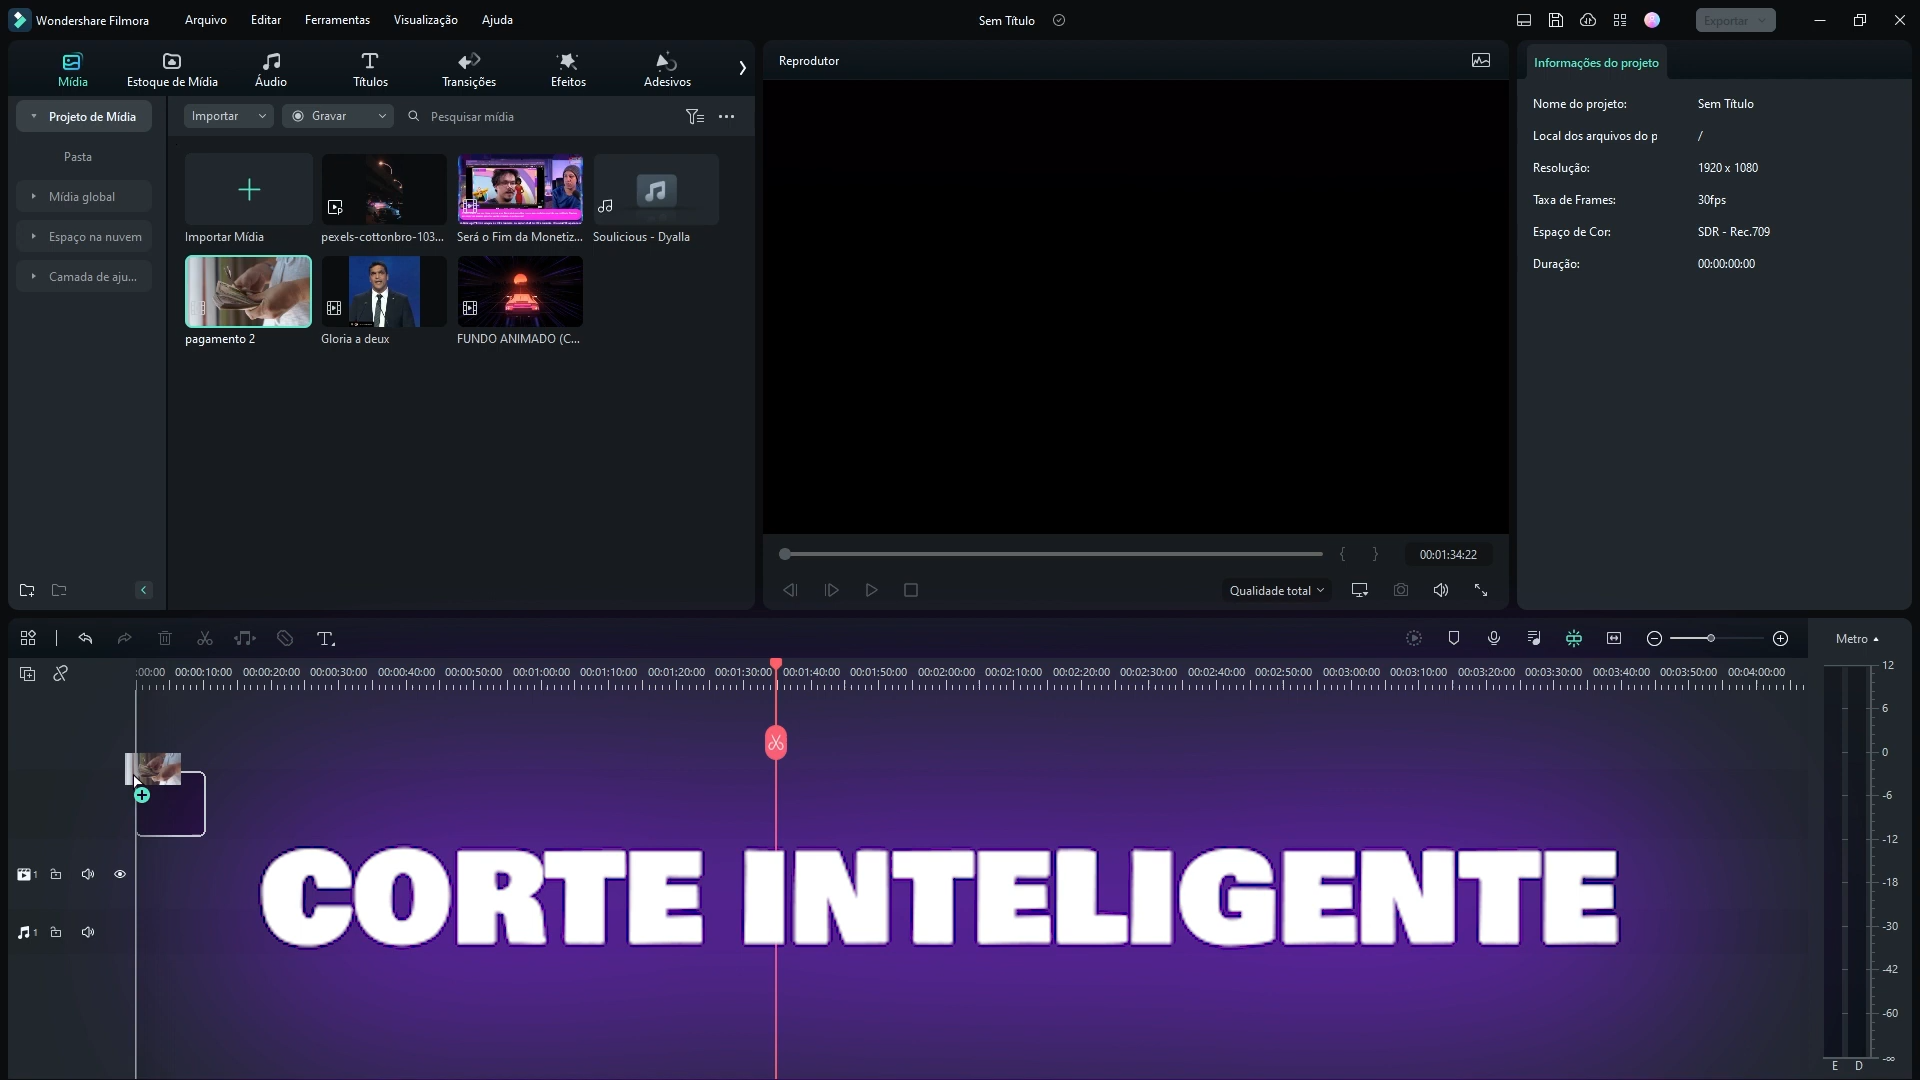 Wondershare Filmora
Arquivo
Editar
Ferramentas
Visualização
Ajuda
Sem Título
Exportar
Mídia
Estoque de Mídia
Áudio
Títulos
Transições
Efeitos
Adesivos
Projeto de Mídia
Pasta
Mídia global
Espaço na nuvem
Camada de aju...
Importar
Gravar
Pesquisar mídia
Importar Mídia
pexels-cottonbro-103...
Será o Fim da Monetiz...
Soulicious - Dyalla
pagamento 2
Gloria a deux
FUNDO ANIMADO (C...
Reprodutor
{ }
00:01:34:22
Qualidade total
Informações do projeto
Nome do projeto: Sem Título
Local dos arquivos do p /
Resolução: 1920 x 1080
Taxa de Frames: 30fps
Espaço de Cor: SDR - Rec.709
Duração: 00:00:00:00
Metro
:00:00 00:00:10:00 00:00:20:00 00:00:30:00 00:00:40:00 00:00:50:00 00:01:00:00 00:01:10:00 00:01:20:00 00:01:30:00 00:01:40:00 00:01:50:00 00:02:00:00 00:02:10:00 00:02:20:00 00:02:30:00 00:02:40:00 00:02:50:00 00:03:00:00 00:03:10:00 00:03:20:00 00:03:30:00 00:03:40:00 00:03:50:00 00:04:00:00
1
1
CORTE INTELIGENTE
12
6
0
-6
-12
-18
-30
-42
-60
-∞
E D